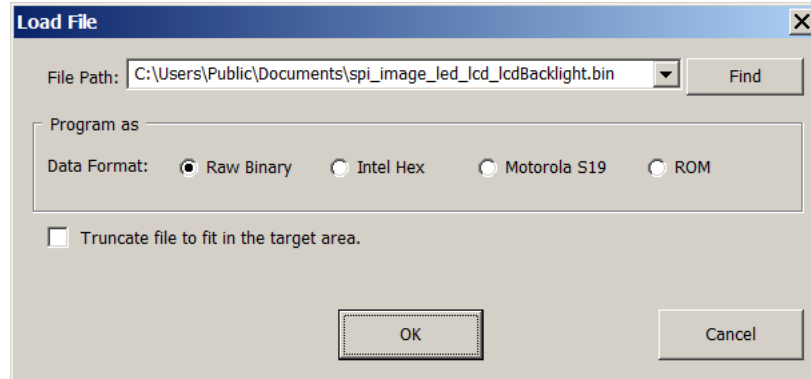 Load File
File Path: C:\Users\Public\Documents\spi_image_led_lcd_lcdBacklight.bin Find
Program as
Data Format: Raw Binary Intel Hex Motorola S19 ROM
Truncate file to fit in the target area.
OK Cancel